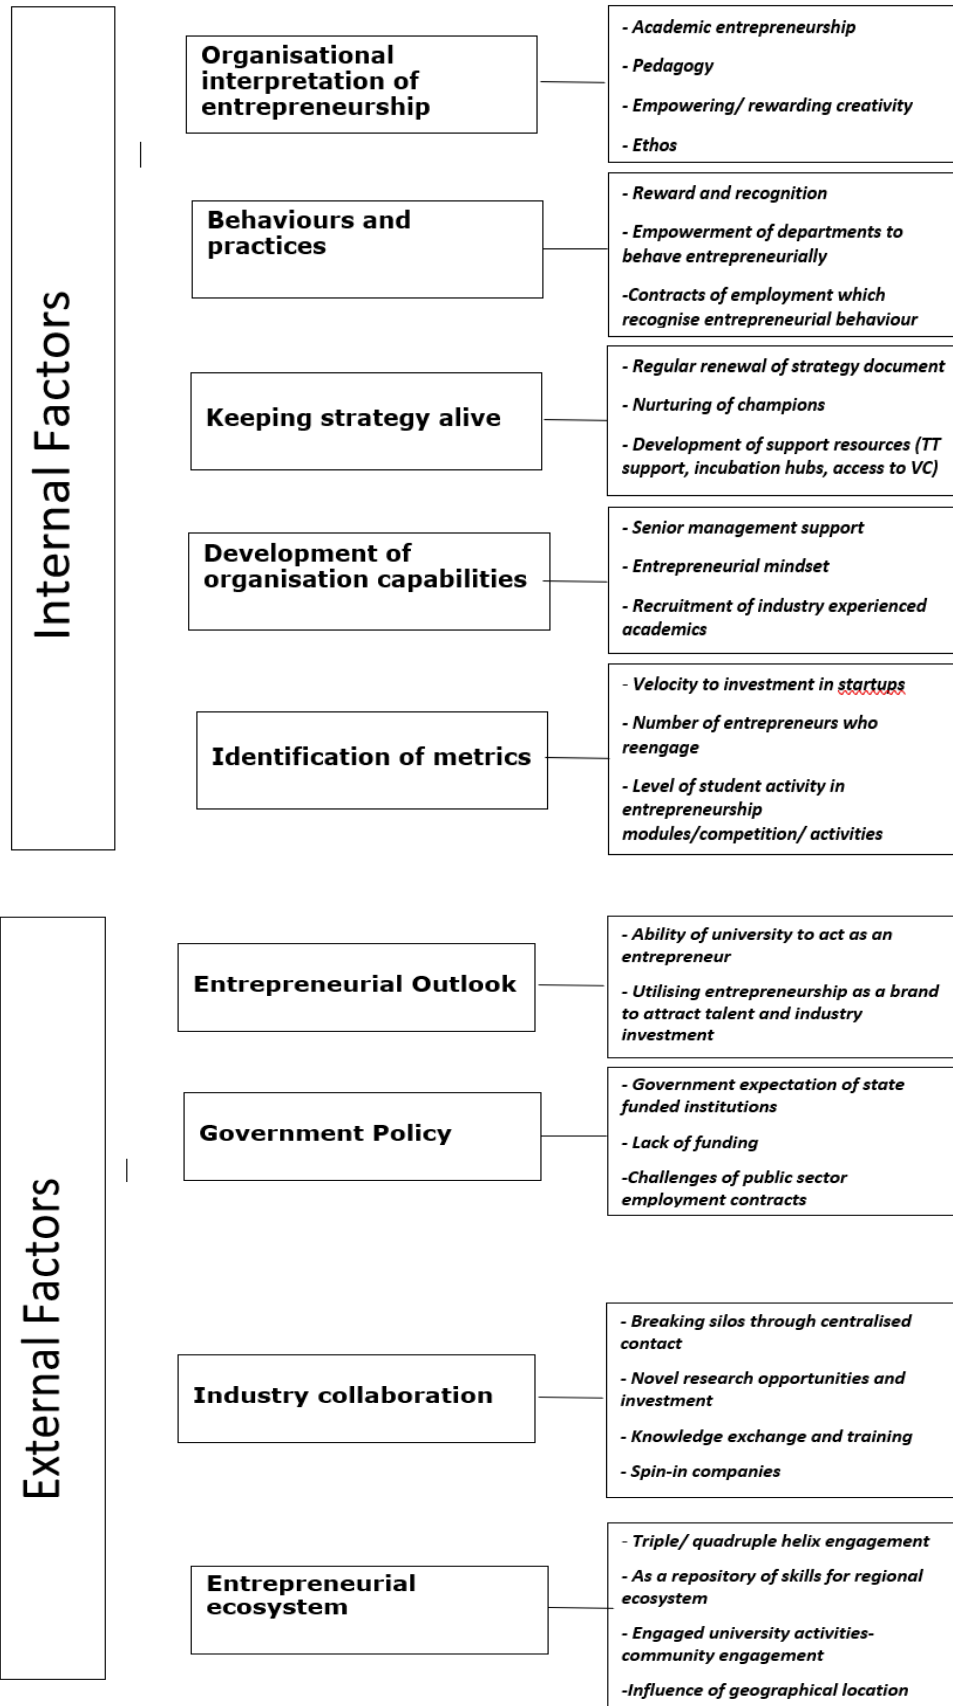 Internal Factors
Organisational
interpretation of
entrepreneurship
- Academic entrepreneurship
- Pedagogy
- Empowering/ rewarding creativity
- Ethos
Behaviours and
practices
- Reward and recognition
- Empowerment of departments to
behave entrepreneurially
-Contracts of employment which
recognise entrepreneurial behaviour
Keeping strategy alive
- Regular renewal of strategy document
- Nurturing of champions
- Development of support resources (TT
support, incubation hubs, access to VC)
Development of
organisation capabilities
- Senior management support
- Entrepreneurial mindset
- Recruitment of industry experienced
academics
Identification of metrics
- Velocity to investment in startups
- Number of entrepreneurs who
reengage
- Level of student activity in
entrepreneurship
modules/competition/ activities
External Factors
Entrepreneurial Outlook
- Ability of university to act as an
entrepreneur
- Utilising entrepreneurship as a brand
to attract talent and industry
investment
Government Policy
- Government expectation of state
funded institutions
- Lack of funding
-Challenges of public sector
employment contracts
Industry collaboration
- Breaking silos through centralised
contact
- Novel research opportunities and
investment
- Knowledge exchange and training
- Spin-in companies
Entrepreneurial
ecosystem
- Triple/ quadruple helix engagement
- As a repository of skills for regional
ecosystem
- Engaged university activities-
community engagement
-Influence of geographical location